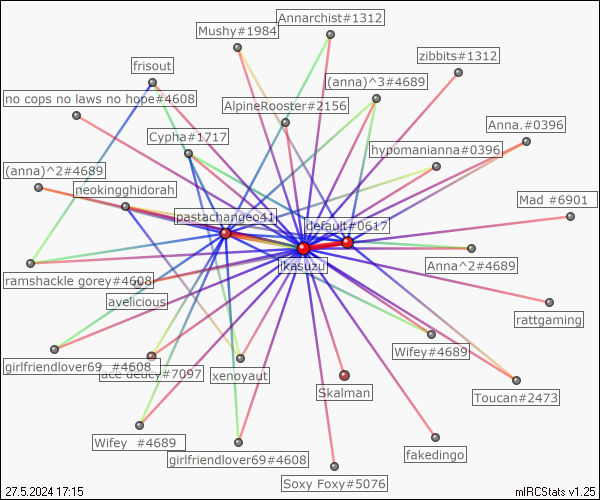 Annarchist#1312
Mushy#1984
zibbits#1312
frisout
(anna)^3#4689
no cops no laws no hope#4608
AlpineRooster#2156
Anna.#0396
Cypha#1717
hypomanianna#0396
(anna)^2#4689
neokingghidorah
Mad #6901
pastachangeo41
default#0617
ikasuzu
Anna^2#4689
ramshackle gorey#4608
avelicious
rattgaming
Wifey#4689
girlfriendlover69 #4608
ace deucy#7097
xenoyaut
Skalman
Toucan#2473
Wifey #4689
girlfriendlover69#4608
fakedingo
Soxy Foxy#5076
27.5.2024 17:15
mIRCStats v1.25